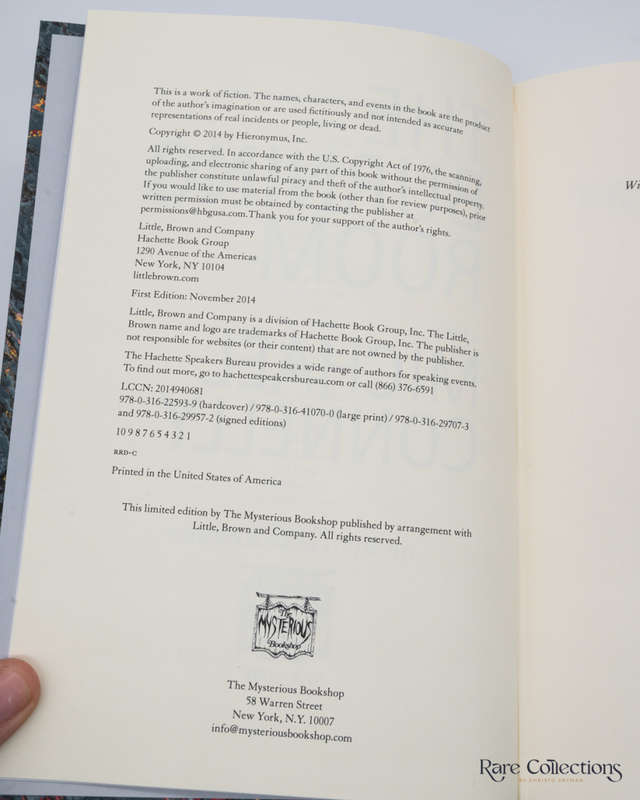 This is a work of fiction. The names, characters, and events in the book are the product
of the author's imagination or are used fictitiously and not intended as accurate
representations of real incidents or people, living or dead.
Copyright © 2014 by Hieronymus, Inc.
All rights reserved. In accordance with the U.S. Copyright Act of 1976, the scanning,
uploading, and electronic sharing of any part of this book without the permission of
the publisher constitute unlawful piracy and theft of the author's intellectual property.
If you would like to use material from the book (other than for review purposes), prior
written permission must be obtained by contacting the publisher at
permissions@hbgusa.com. Thank you for your support of the author's rights.
Little, Brown and Company
Hachette Book Group
1290 Avenue of the Americas
New York, NY 10104
littlebrown.com
First Edition: November 2014
Little, Brown and Company is a division of Hachette Book Group, Inc. The Little,
Brown name and logo are trademarks of Hachette Book Group, Inc. The publisher is
not responsible for websites (or their content) that are not owned by the publisher.
The Hachette Speakers Bureau provides a wide range of authors for speaking events.
To find out more, go to hachettespeakersbureau.com or call (866) 376-6591
LCCN: 2014940681
978-0-316-22593-9 (hardcover) / 978-0-316-41070-0 (large print) / 978-0-316-29707-3
and 978-0-316-29957-2 (signed editions)
10 9 8 7 6 5 4 3 2 1
RRD-C
Printed in the United States of America
This limited edition by The Mysterious Bookshop published by arrangement with
Little, Brown and Company. All rights reserved.
The
MYSTERIOUS
Bookshop
The Mysterious Bookshop
58 Warren Street
New York, N.Y. 10007
info@mysteriousbookshop.com
Wi
Rare Collections